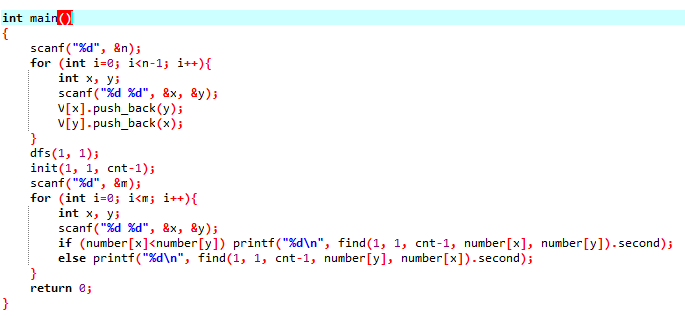 int main()
{
    scanf("%d", &n);
    for (int i=0; i<n-1; i++){
        int x, y;
        scanf("%d %d", &x, &y);
        V[x].push_back(y);
        V[y].push_back(x);
    }
    dfs(1, 1);
    init(1, 1, cnt-1);
    scanf("%d", &m);
    for (int i=0; i<m; i++){
        int x, y;
        scanf("%d %d", &x, &y);
        if (number[x]<number[y]) printf("%d\n", find(1, 1, cnt-1, number[x], number[y]).second);
        else printf("%d\n", find(1, 1, cnt-1, number[y], number[x]).second);
    }
    return 0;
}